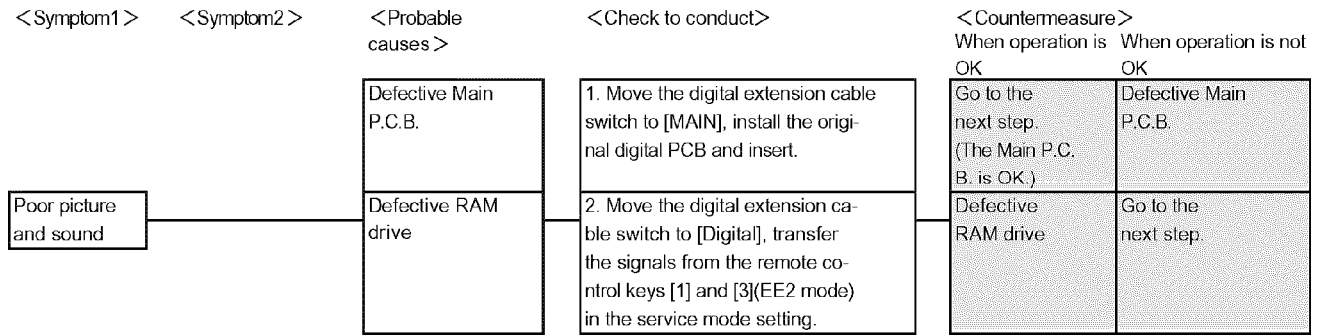 <Symptom1>
<Symptom2>
<Probable
causes>
<Check to conduct>
<Countermeasure>
When operation is
OK
When operation is not
OK
Defective Main
P.C.B.
1. Move the digital extension cable
switch to [MAIN], install the origi-
nal digital PCB and insert.
Go to the
next step.
(The Main P.C.
B. is OK.)
Defective Main
P.C.B.
Poor picture
and sound
Defective RAM
drive
2. Move the digital extension ca-
ble switch to [Digital], transfer
the signals from the remote co-
ntrol keys [1] and [3](EE2 mode)
in the service mode setting.
Defective
RAM drive
Go to the
next step.